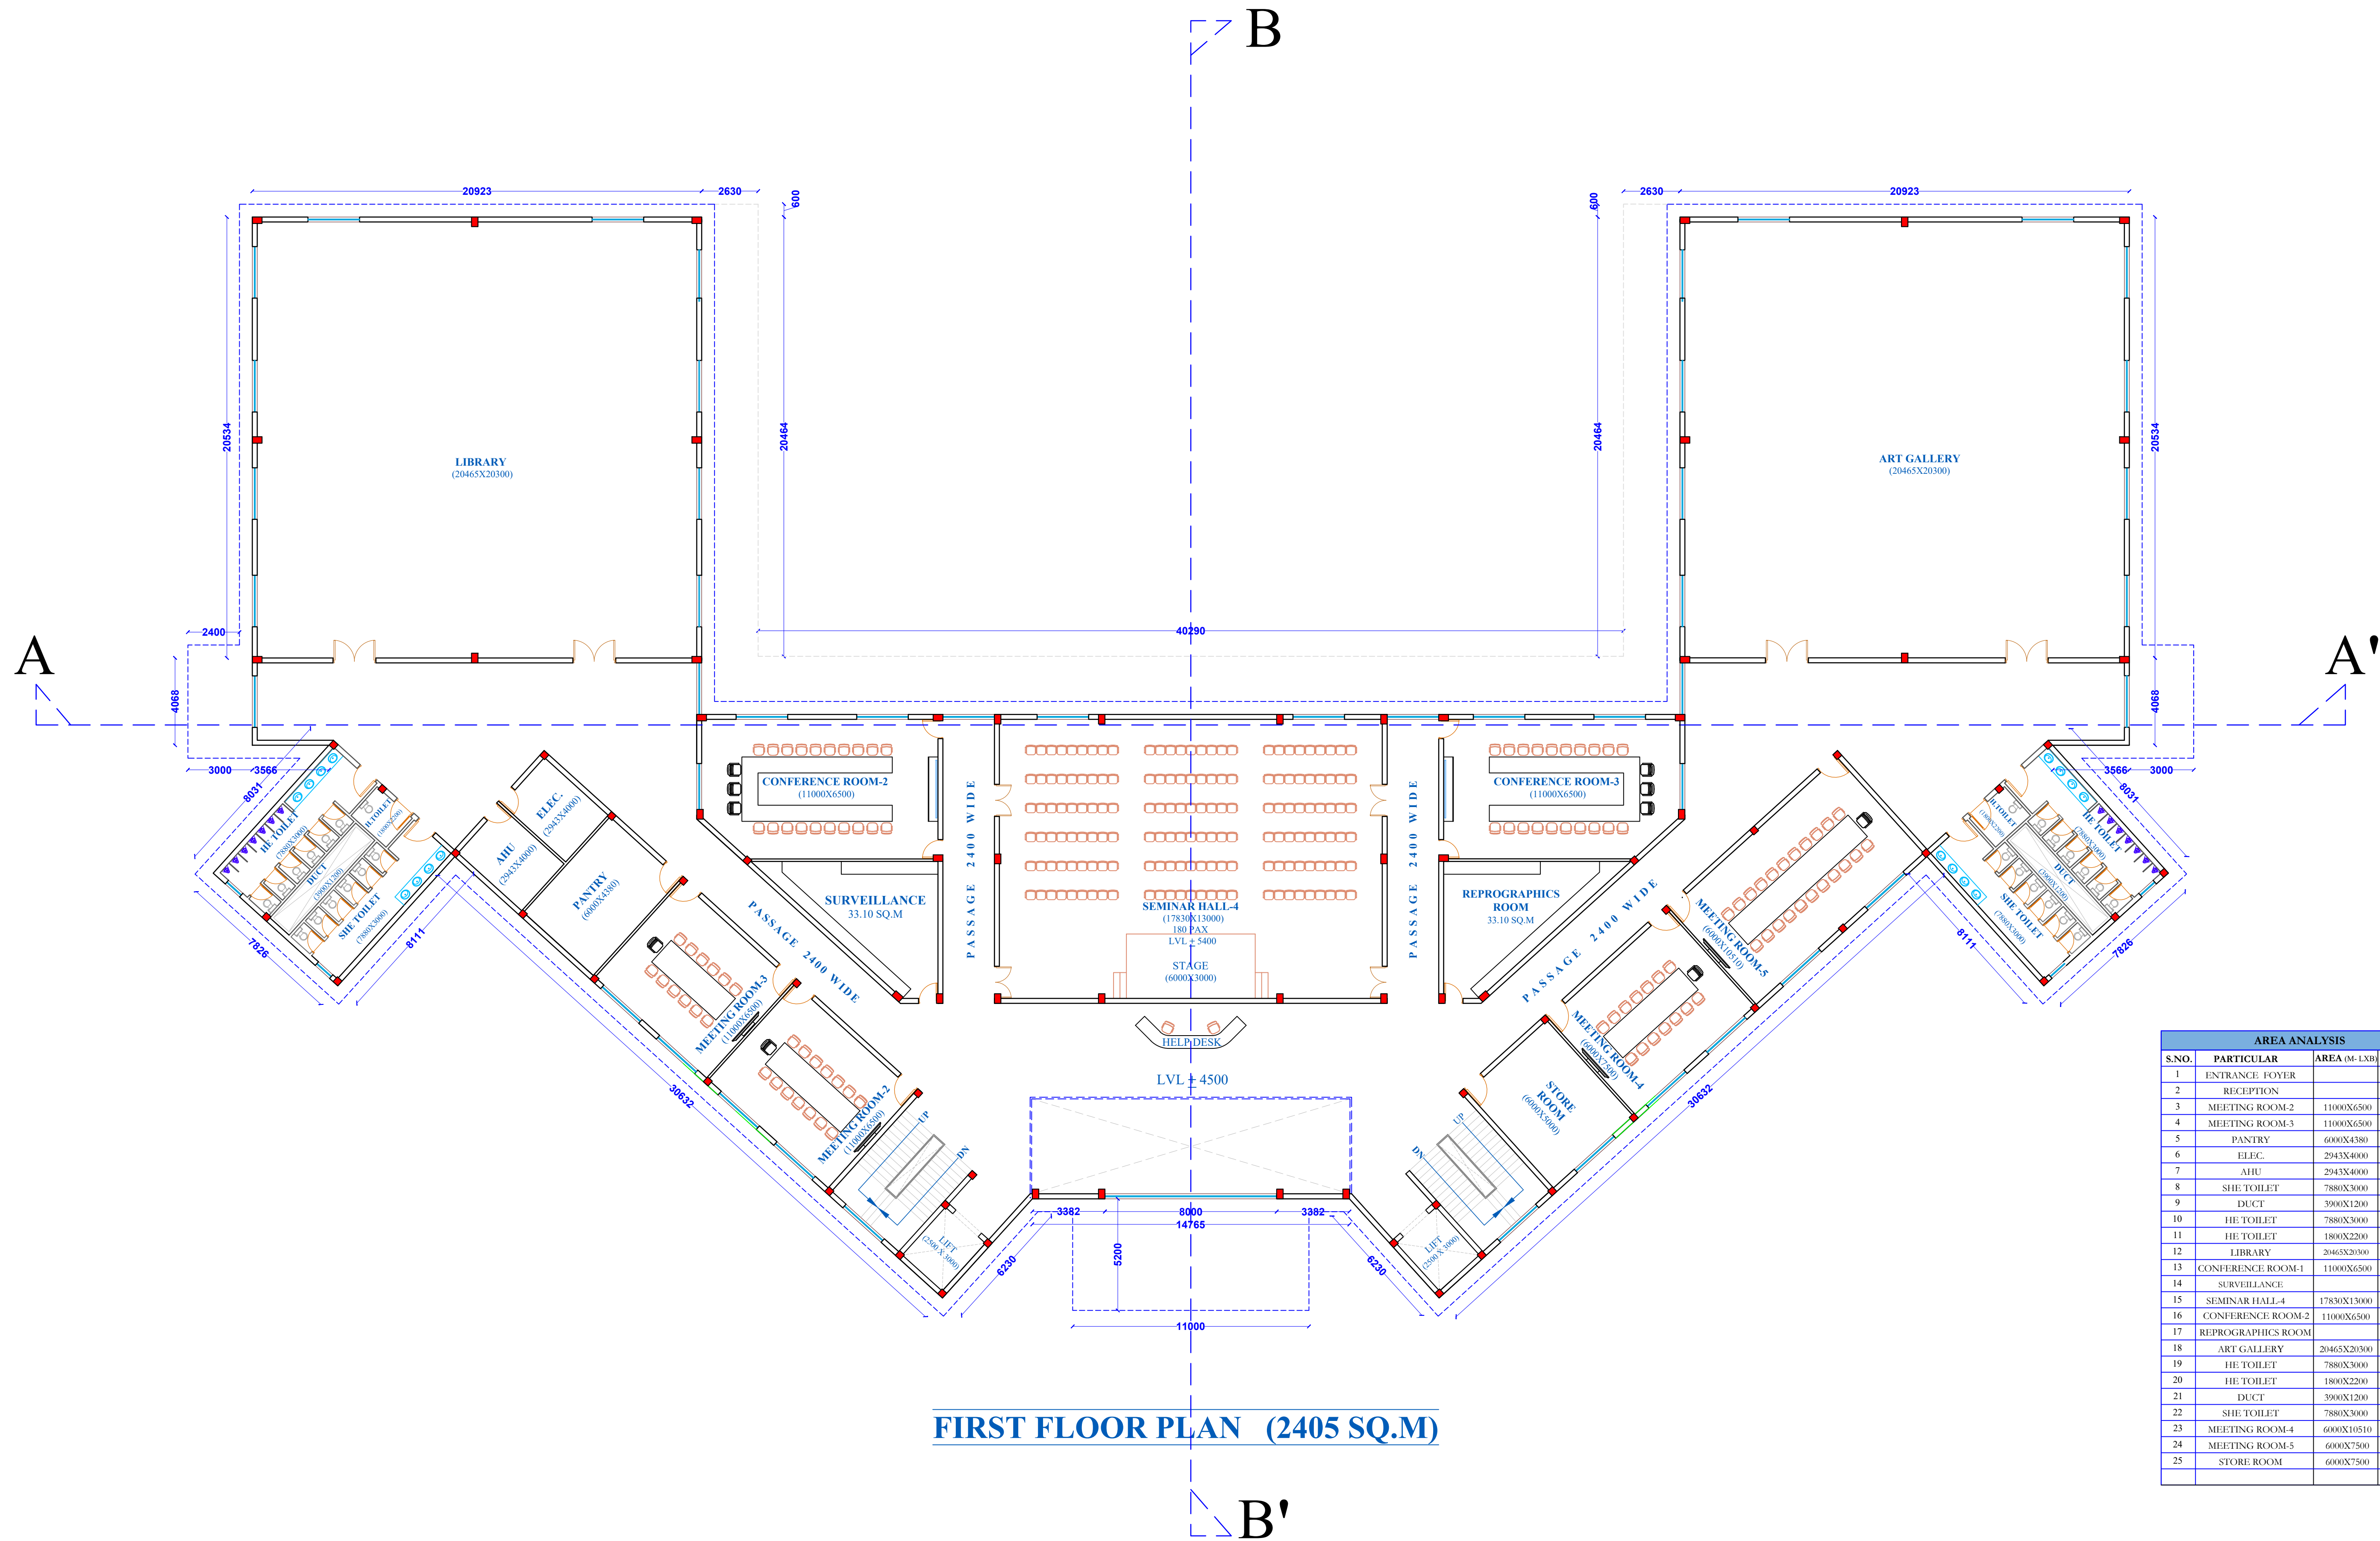 B
20923
2630
600
600
2630
20923
20534
20464
20464
20534
LIBRARY
(20465X20300)
ART GALLERY
(20465X20300)
A
A'
2400
40290
4068
4068
3000
3566
3566
3000
8031
8031
HE TOILET
(7880X3000)
H.TOILET
(1800X2200)
DUCT
(3900X1200)
SHE TOILET
(7880X3000)
7826
8111
ELEC.
(2943X4000)
AHU
(2943X4000)
PANTRY
(6000X4380)
CONFERENCE ROOM-2
(11000X6500)
CONFERENCE ROOM-3
(11000X6500)
PASSAGE 2400 WIDE
PASSAGE 2400 WIDE
SURVEILLANCE
33.10 SQ.M
SEMINAR HALL-4
(17830X13000)
180 PAX
LVL + 5400
STAGE
(6000X3000)
REPROGRAPHICS
ROOM
33.10 SQ.M
PASSAGE 2400 WIDE
PASSAGE 2400 WIDE
MEETING ROOM-3
(11000X6500)
MEETING ROOM-2
(11000X6500)
MEETING ROOM-5
(6000X10510)
MEETING ROOM-4
(6000X7500)
STORE
ROOM
(6000X5000)
HE TOILET
(7880X3000)
H.TOILET
(1800X2200)
DUCT
(3900X1200)
SHE TOILET
(7880X3000)
8111
7826
HELP DESK
LVL + 4500
30632
30632
UP
DN
UP
DN
LIFT
(2500 X 3000)
LIFT
(2500 X 3000)
3382
8000
3382
14765
5200
6230
6230
11000
AREA ANALYSIS
S.NO. PARTICULAR AREA (M- LXB)
1 ENTRANCE FOYER
2 RECEPTION
3 MEETING ROOM-2 11000X6500
4 MEETING ROOM-3 11000X6500
5 PANTRY 6000X4380
6 ELEC. 2943X4000
7 AHU 2943X4000
8 SHE TOILET 7880X3000
9 DUCT 3900X1200
10 HE TOILET 7880X3000
11 HE TOILET 1800X2200
12 LIBRARY 20465X20300
13 CONFERENCE ROOM-1 11000X6500
14 SURVEILLANCE
15 SEMINAR HALL-4 17830X13000
16 CONFERENCE ROOM-2 11000X6500
17 REPROGRAPHICS ROOM
18 ART GALLERY 20465X20300
19 HE TOILET 7880X3000
20 HE TOILET 1800X2200
21 DUCT 3900X1200
22 SHE TOILET 7880X3000
23 MEETING ROOM-4 6000X10510
24 MEETING ROOM-5 6000X7500
25 STORE ROOM 6000X7500
FIRST FLOOR PLAN (2405 SQ.M)
B'